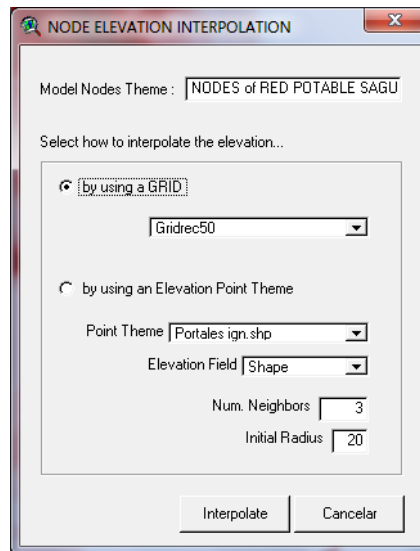 NODE ELEVATION INTERPOLATION
Model Nodes Theme : NODES of RED POTABLE SAGU
Select how to interpolate the elevation...
by using a GRID
Gridrec50
by using an Elevation Point Theme
Point Theme Portales ign.shp
Elevation Field Shape
Num. Neighbors 3
Initial Radius 20
Interpolate Cancelar